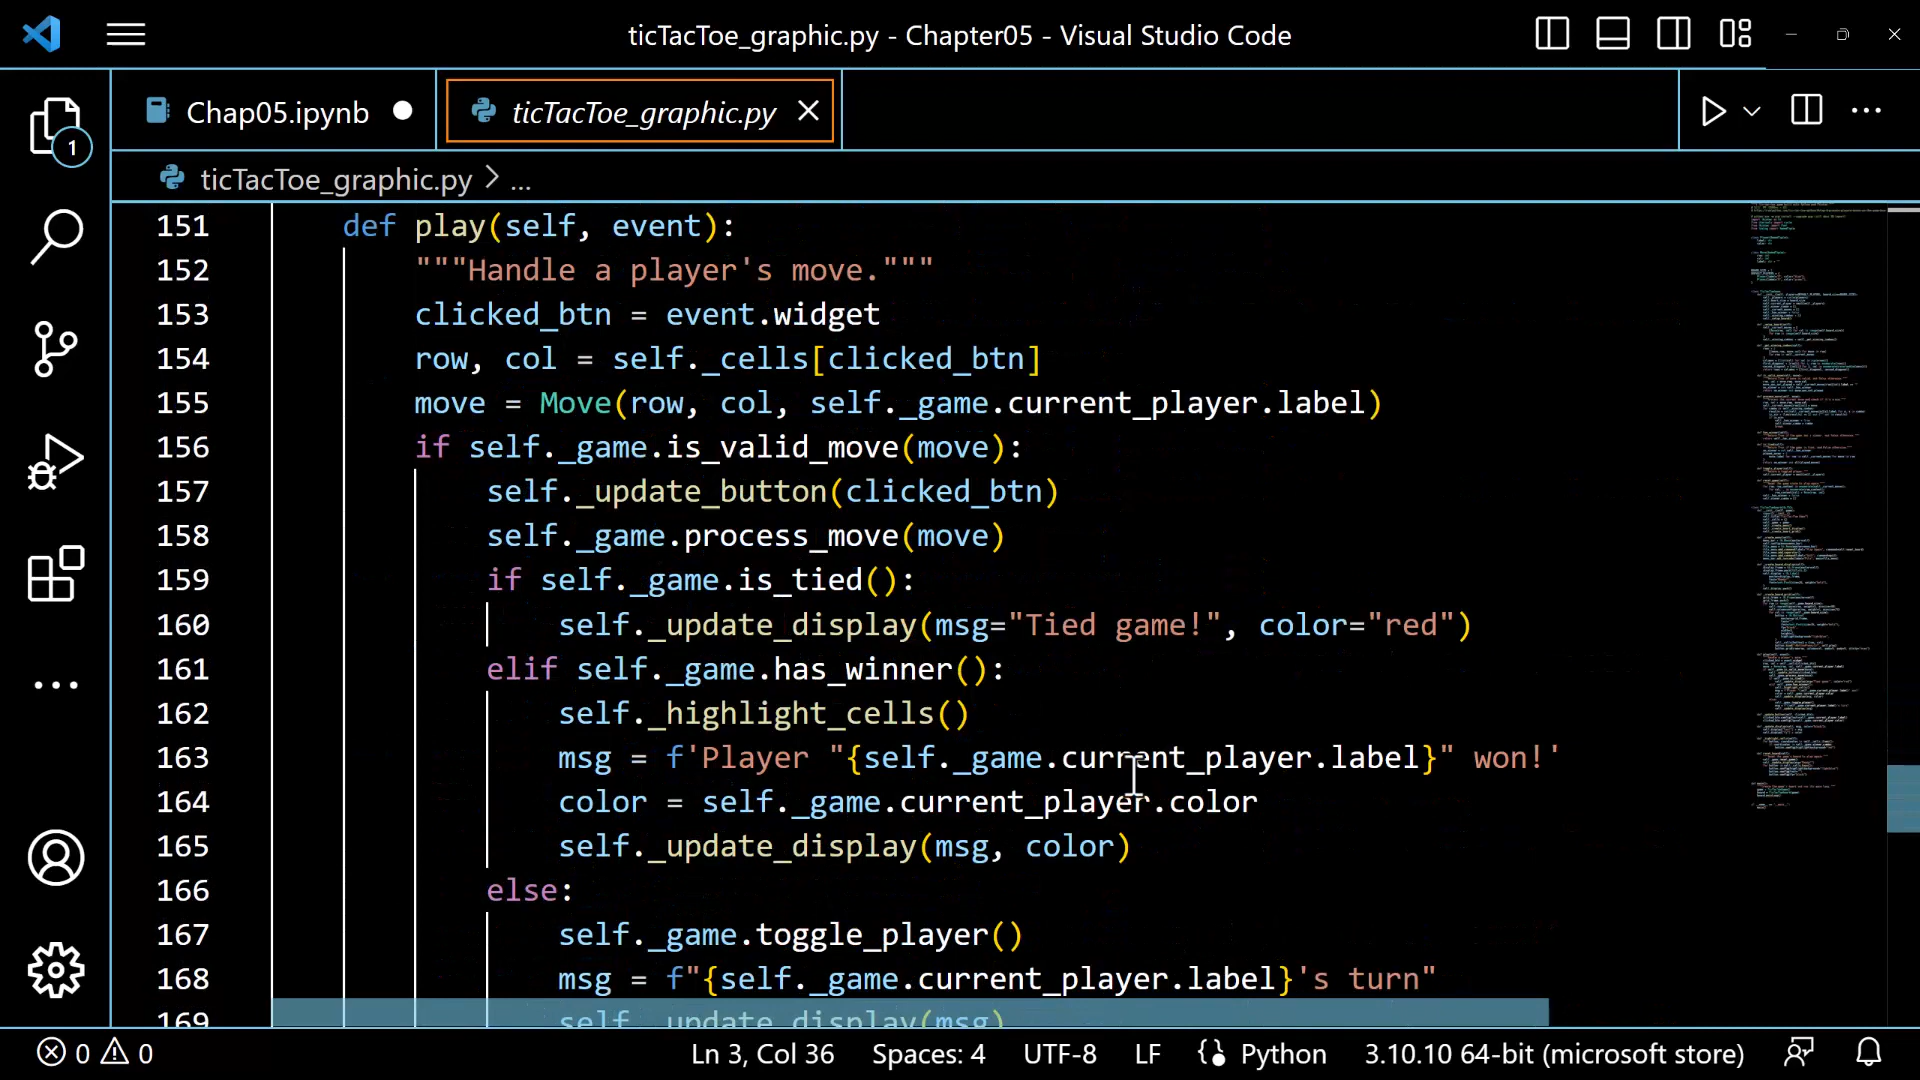 ticTacToe_graphic.py - Chapter05 - Visual Studio Code
Chap05.ipynb
ticTacToe_graphic.py
1
ticTacToe_graphic.py > ...
151 def play(self, event):
152 """Handle a player's move."""
153 clicked_btn = event.widget
154 row, col = self._cells[clicked_btn]
155 move = Move(row, col, self._game.current_player.label)
156 if self._game.is_valid_move(move):
157 self._update_button(clicked_btn)
158 self._game.process_move(move)
159 if self._game.is_tied():
160 self._update_display(msg="Tied game!", color="red")
161 elif self._game.has_winner():
162 self._highlight_cells()
163 msg = f'Player "{self._game.current_player.label}" won!'
164 color = self._game.current_player.color
165 self._update_display(msg, color)
166 else:
167 self._game.toggle_player()
168 msg = f"{self._game.current_player.label}'s turn"
169 self._update_display(msg)
0 0 Ln 3, Col 36 Spaces: 4 UTF-8 LF Python 3.10.10 64-bit (microsoft store)